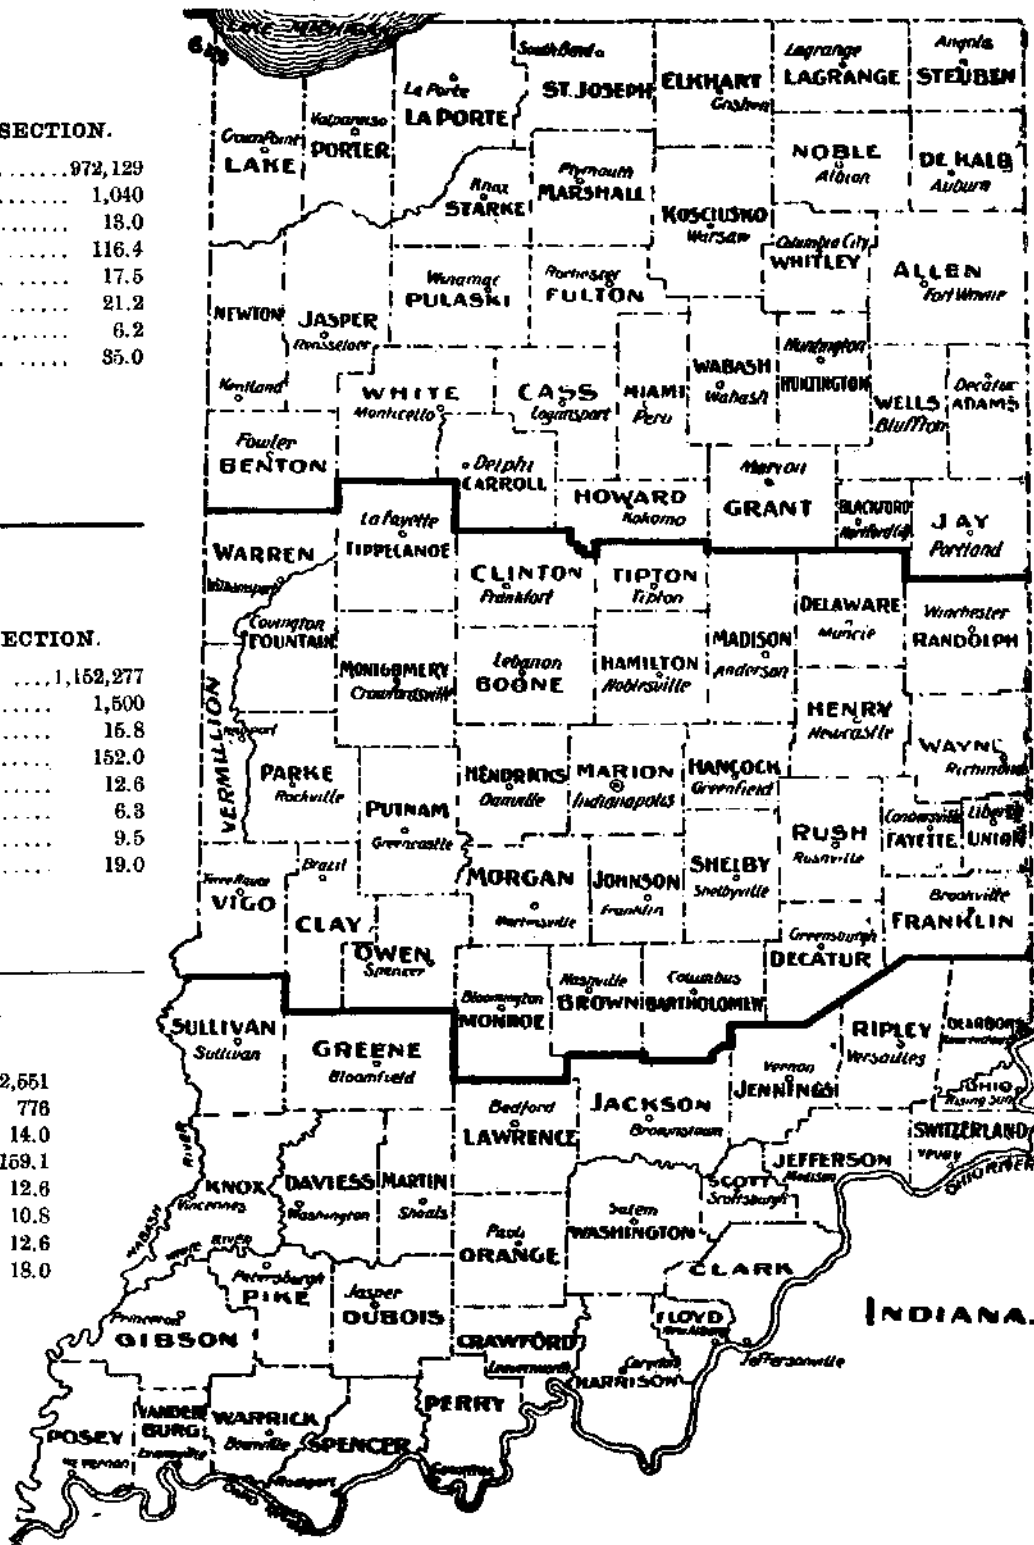 LAKE MICHIGAN
SECTION.
972,129
1,040
13.0
116.4
17.5
21.2
6.2
35.0
ECTION.
1,152,277
1,500
15.8
152.0
12.6
6.3
9.5
19.0
2,551
776
14.0
159.1
12.6
10.8
12.6
18.0
Crown Point
LAKE
Valparaiso
PORTER
La Porte
LA PORTE
South Bend
ST. JOSEPH
ELKHART
Goshen
Lagrange
LAGRANGE
Angola
STEUBEN
Knox
STARKE
Plymouth
MARSHALL
KOSCIUSKO
Warsaw
NOBLE
Albion
DE KALB
Auburn
Columbia City
WHITLEY
ALLEN
Fort Wayne
NEWTON
Kentland
JASPER
Rensselaer
Winamac
PULASKI
Rochester
FULTON
WHITE
Monticello
CASS
Logansport
MIAMI
Peru
WABASH
Wabash
Huntington
HUNTINGTON
WELLS
Bluffton
Decatur
ADAMS
Fowler
BENTON
Delphi
CARROLL
HOWARD
Kokomo
Marion
GRANT
BLACKFORD
Hartford City
JAY
Portland
WARREN
Williamsport
La Fayette
TIPPECANOE
CLINTON
Frankfort
TIPTON
Tipton
Covington
FOUNTAIN
MONTGOMERY
Crawfordsville
Lebanon
BOONE
HAMILTON
Noblesville
MADISON
Anderson
DELAWARE
Muncie
Winchester
RANDOLPH
HENRY
Newcastle
WAYNE
Richmond
VERMILLION
Newport
PARKE
Rockville
PUTNAM
Greencastle
HENDRICKS
Danville
MARION
Indianapolis
HANCOCK
Greenfield
RUSH
Rushville
Connersville
FAYETTE
Liberty
UNION
Terre Haute
VIGO
Brazil
CLAY
OWEN
Spencer
MORGAN
Martinsville
JOHNSON
Franklin
SHELBY
Shelbyville
Brookville
FRANKLIN
Greensburgh
DECATUR
Bloomington
MONROE
Nashville
BROWN
Columbus
BARTHOLOMEW
SULLIVAN
Sullivan
GREENE
Bloomfield
RIPLEY
Versailles
DEARBORN
Vernon
JENNINGS
OHIO
Rising Sun
Bedford
LAWRENCE
JACKSON
Brownstown
SWITZERLAND
Vevay
JEFFERSON
Madison
SCOTT
Scottsburgh
OHIO RIVER
KNOX
Vincennes
DAVIESS
Washington
MARTIN
Shoals
WABASH RIVER
WHITE RIVER
Paoli
ORANGE
Salem
WASHINGTON
CLARK
Petersburgh
PIKE
Jasper
DUBOIS
Princeton
GIBSON
CRAWFORD
Leavenworth
FLOYD
Jeffersonville
Corydon
HARRISON
INDIANA.
PERRY
VANDER
BURG
Evansville
WARRICK
Boonville
SPENCER
Rockport
POSEY
Mt Vernon